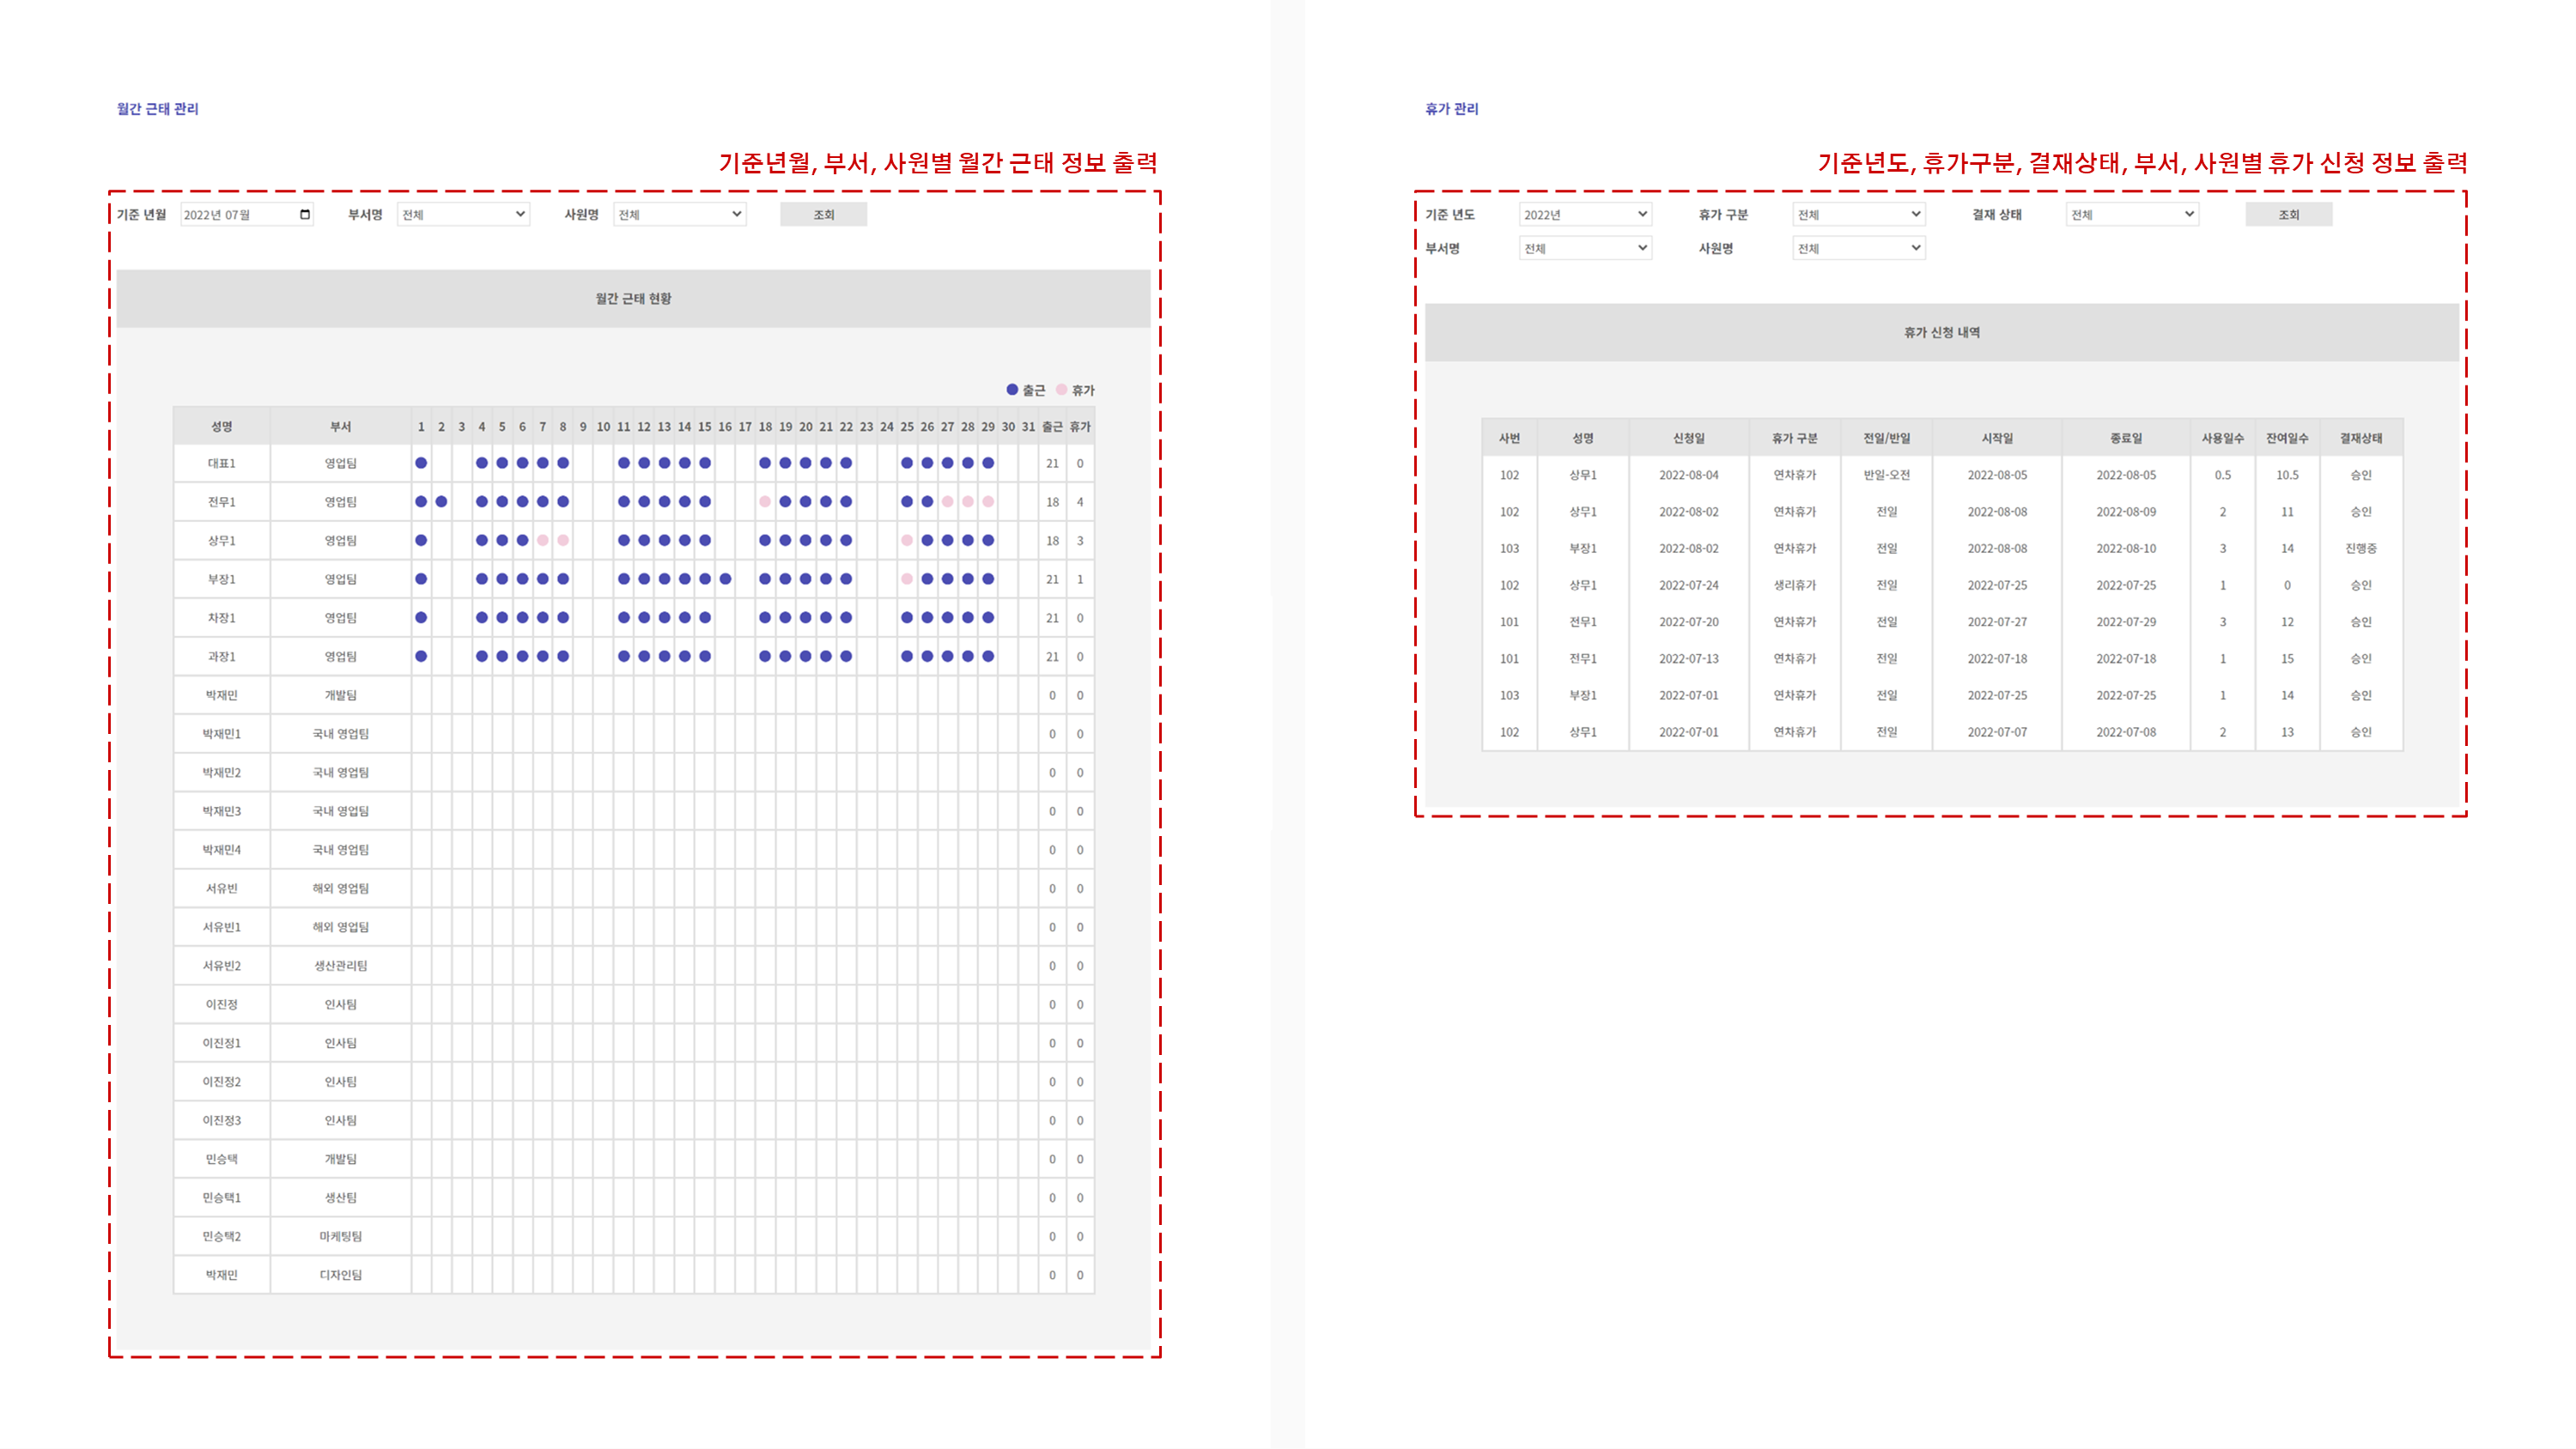 월간 근태 관리
기준년월, 부서, 사원별 월간 근태 정보 출력
기준 년월 2022년 07월 부서명 전체 사원명 전체 조회
월간 근태 현황
출근 휴가
성명 부서 1 2 3 4 5 6 7 8 9 10 11 12 13 14 15 16 17 18 19 20 21 22 23 24 25 26 27 28 29 30 31 출근 휴가
대표1 영업팀 21 0
전무1 영업팀 18 4
상무1 영업팀 18 3
부장1 영업팀 21 1
차장1 영업팀 21 0
과장1 영업팀 21 0
박재민 개발팀 0 0
박재민1 국내 영업팀 0 0
박재민2 국내 영업팀 0 0
박재민3 국내 영업팀 0 0
박재민4 국내 영업팀 0 0
서유빈 해외 영업팀 0 0
서유빈1 해외 영업팀 0 0
서유빈2 생산관리팀 0 0
이진정 인사팀 0 0
이진정1 인사팀 0 0
이진정2 인사팀 0 0
이진정3 인사팀 0 0
민승택 개발팀 0 0
민승택1 생산팀 0 0
민승택2 마케팅팀 0 0
박재민 디자인팀 0 0
휴가 관리
기준년도, 휴가구분, 결재상태, 부서, 사원별 휴가 신청 정보 출력
기준 년도 2022년 휴가 구분 전체 결재 상태 전체 조회
부서명 전체 사원명 전체
휴가 신청 내역
사번 성명 신청일 휴가 구분 전일/반일 시작일 종료일 사용일수 잔여일수 결재상태
102 상무1 2022-08-04 연차휴가 반일-오전 2022-08-05 2022-08-05 0.5 10.5 승인
102 상무1 2022-08-02 연차휴가 전일 2022-08-08 2022-08-09 2 11 승인
103 부장1 2022-08-02 연차휴가 전일 2022-08-08 2022-08-10 3 14 진행중
102 상무1 2022-07-24 생리휴가 전일 2022-07-25 2022-07-25 1 0 승인
101 전무1 2022-07-20 연차휴가 전일 2022-07-27 2022-07-29 3 12 승인
101 전무1 2022-07-13 연차휴가 전일 2022-07-18 2022-07-18 1 15 승인
103 부장1 2022-07-01 연차휴가 전일 2022-07-25 2022-07-25 1 14 승인
102 상무1 2022-07-01 연차휴가 전일 2022-07-07 2022-07-08 2 13 승인